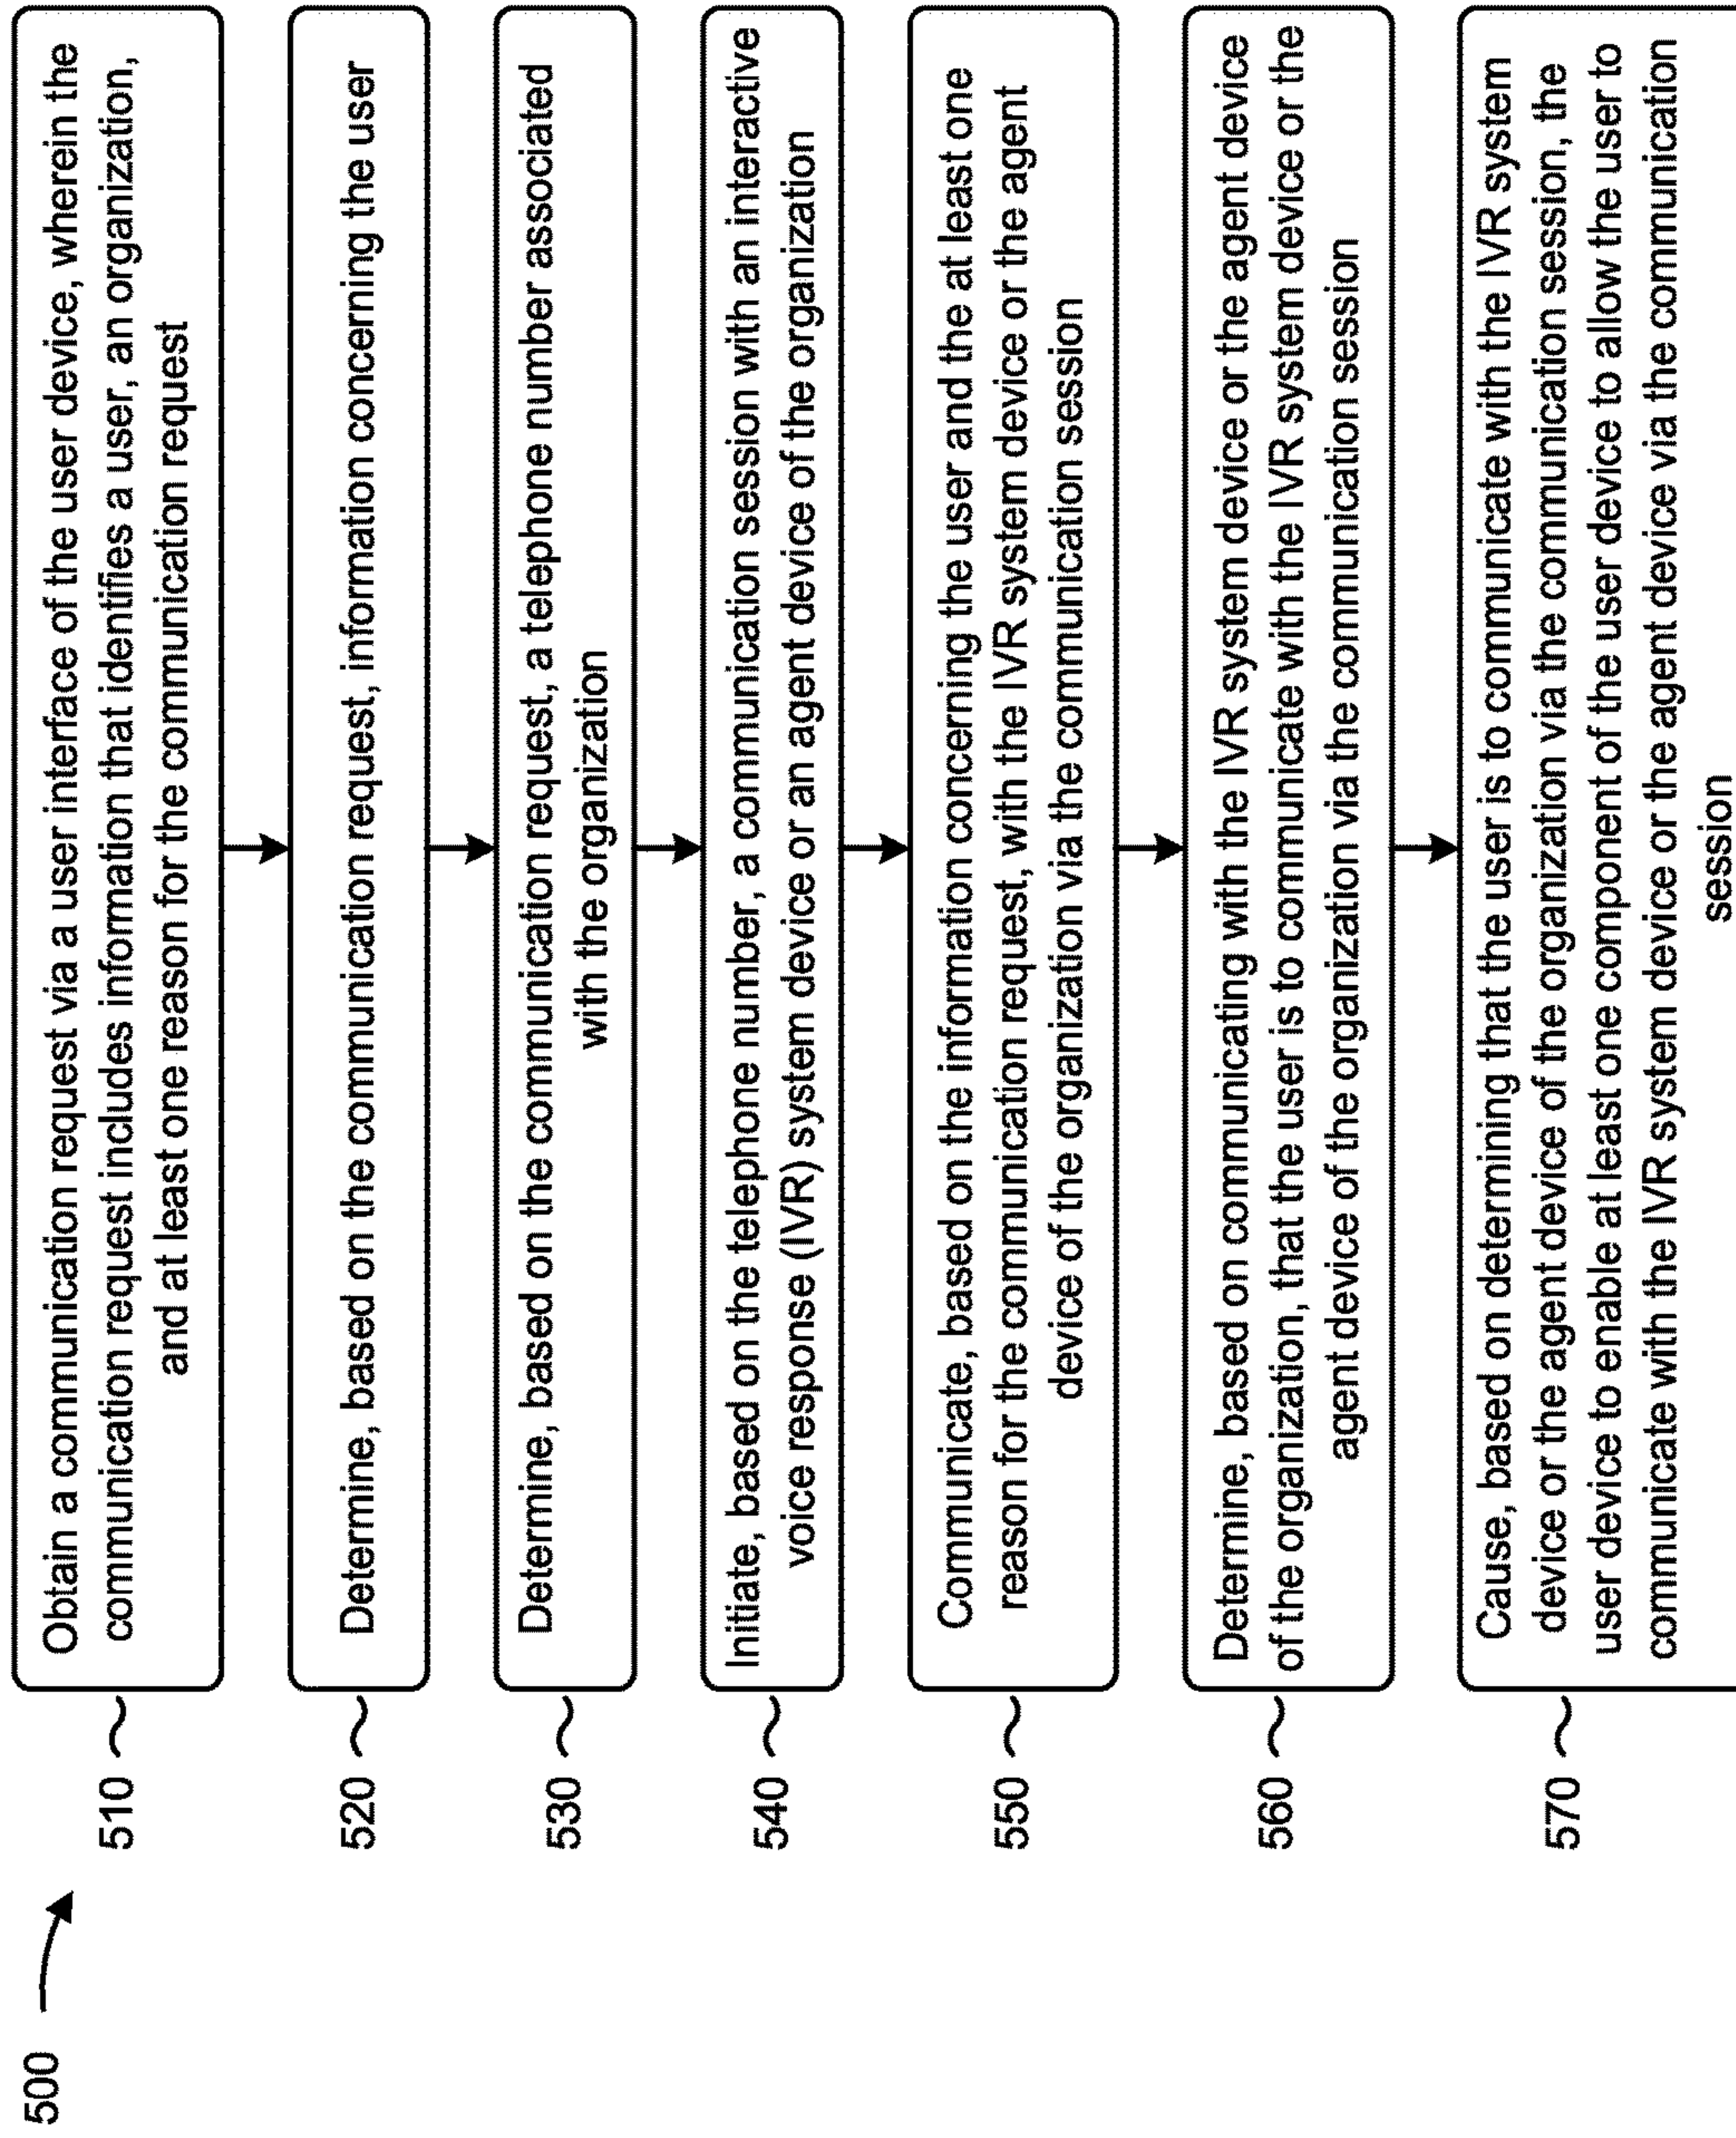 500
510
Obtain a communication request via a user interface of the user device, wherein the
communication request includes information that identifies a user, an organization,
and at least one reason for the communication request
520
Determine, based on the communication request, information concerning the user
530
Determine, based on the communication request, a telephone number associated
with the organization
540
Initiate, based on the telephone number, a communication session with an interactive
voice response (IVR) system device or an agent device of the organization
550
Communicate, based on the information concerning the user and the at least one
reason for the communication request, with the IVR system device or the agent
device of the organization via the communication session
560
Determine, based on communicating with the IVR system device or the agent device
of the organization, that the user is to communicate with the IVR system device or the
agent device of the organization via the communication session
570
Cause, based on determining that the user is to communicate with the IVR system
device or the agent device of the organization via the communication session, the
user device to enable at least one component of the user device to allow the user to
communicate with the IVR system device or the agent device via the communication
session